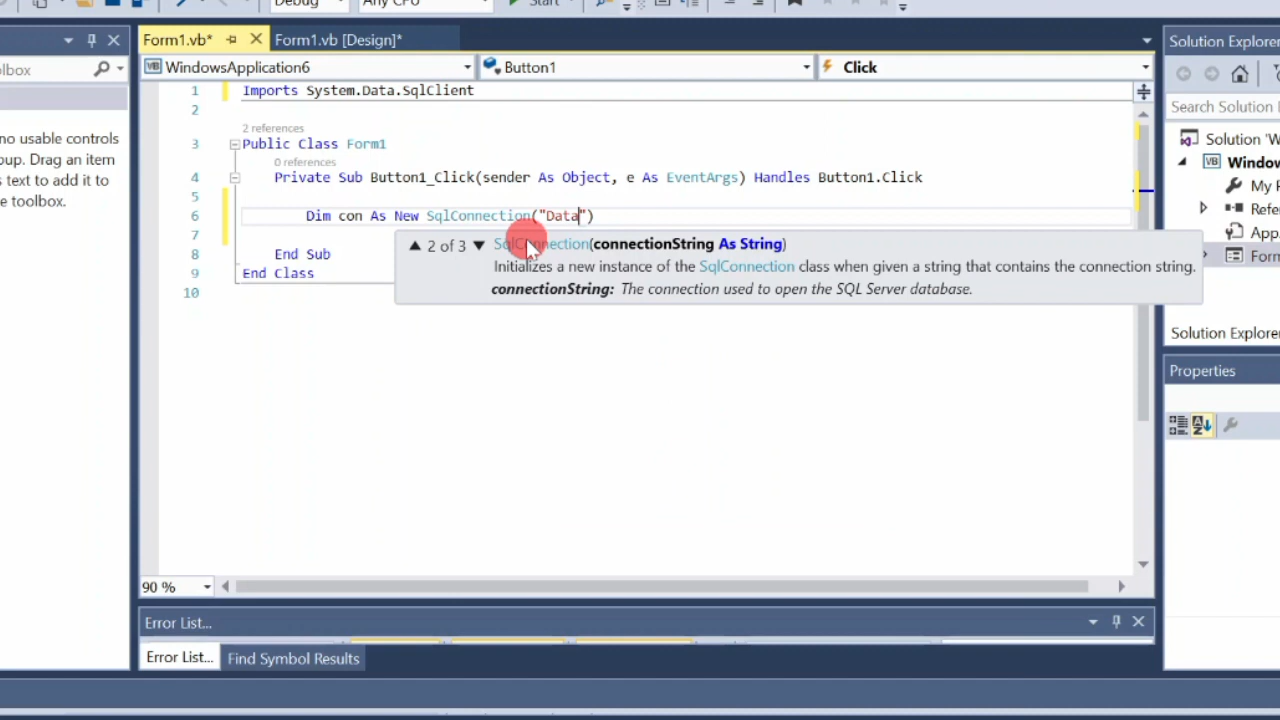 Debug Any CPU Start
Form1.vb* Form1.vb [Design]* Solution Explorer
lbox WindowsApplication6 Button1 Click
1 Imports System.Data.SqlClient
Search Solution
2
no usable controls
2 references
Solution 'W
oup. Drag an item
3 Public Class Form1
0 references
Windov
s text to add it to
4 Private Sub Button1_Click(sender As Object, e As EventArgs) Handles Button1.Click
My P
e toolbox.
5
Refer
6 Dim con As New SqlConnection("Data")
App.
7 2 of 3 SqlConnection(connectionString As String)
8 End Sub
Form
Initializes a new instance of the SqlConnection class when given a string that contains the connection string.
9 End Class
connectionString: The connection used to open the SQL Server database.
10
Solution Explorer
Properties
90 %
Error List...
Error List... Find Symbol Results